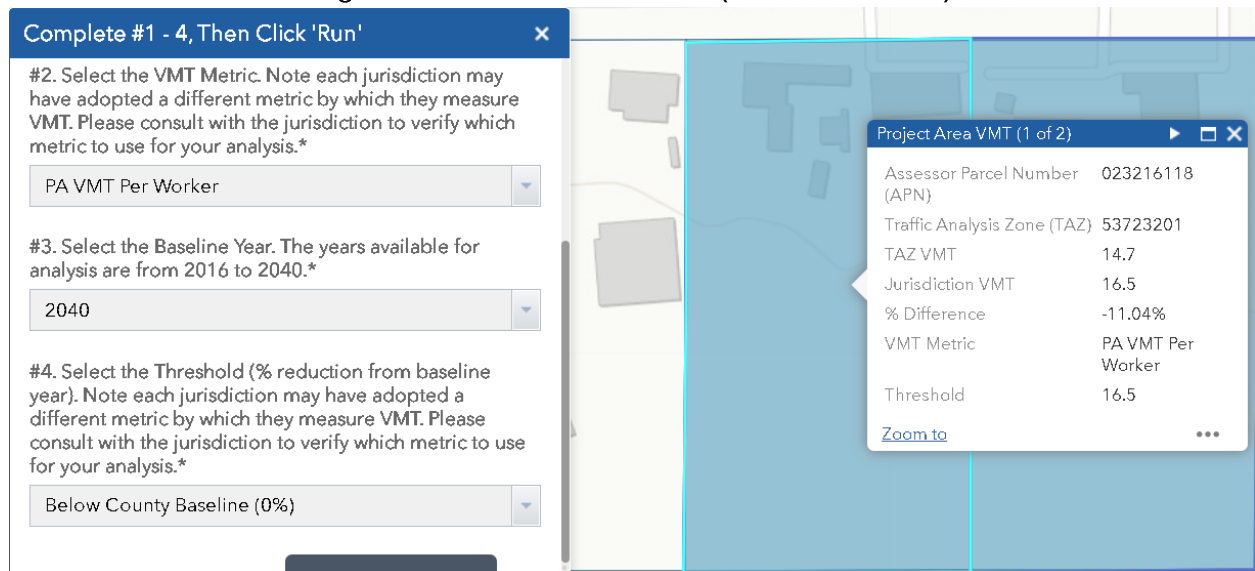 Complete #1 - 4, Then Click 'Run'
#2. Select the VMT Metric. Note each jurisdiction may
have adopted a different metric by which they measure
VMT. Please consult with the jurisdiction to verify which
metric to use for your analysis.*
PA VMT Per Worker
#3. Select the Baseline Year. The years available for
analysis are from 2016 to 2040.*
2040
#4. Select the Threshold (% reduction from baseline
year). Note each jurisdiction may have adopted a
different metric by which they measure VMT. Please
consult with the jurisdiction to verify which metric to use
for your analysis.*
Below County Baseline (0%)
Project Area VMT (1 of 2)
Assessor Parcel Number 023216118
(APN)
Traffic Analysis Zone (TAZ) 53723201
TAZ VMT 14.7
Jurisdiction VMT 16.5
% Difference -11.04%
VMT Metric PA VMT Per
Worker
Threshold 16.5
Zoom to